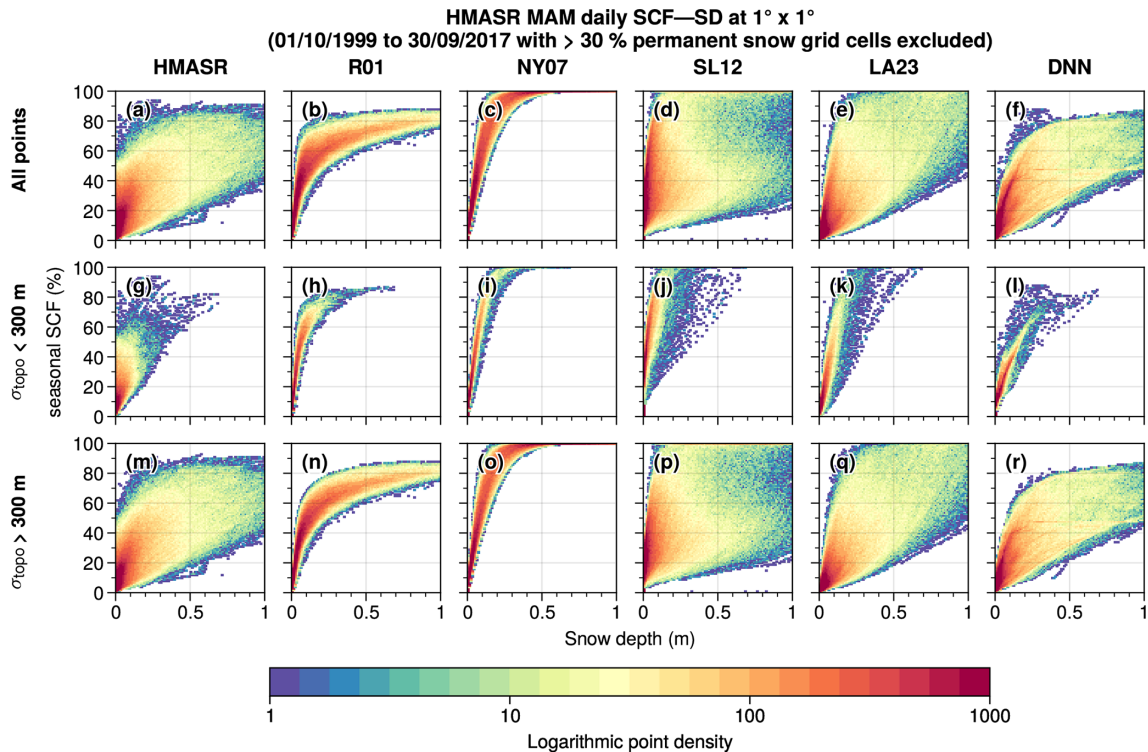 HMASR MAM daily SCF—SD at 1° x 1°
(01/10/1999 to 30/09/2017 with > 30 % permanent snow grid cells excluded)
HMASR R01 NY07 SL12 LA23 DNN
All points
100 (a) (b) (c) (d) (e) (f)
80
60
40
20
0
σtopo < 300 m
seasonal SCF (%)
100 (g) (h) (i) (j) (k) (l)
80
60
40
20
0
σtopo > 300 m
100 (m) (n) (o) (p) (q) (r)
80
60
40
20
0
0 0.5 1 0 0.5 1 0 0.5 1 0 0.5 1 0 0.5 1 0 0.5 1
Snow depth (m)
1 10 100 1000
Logarithmic point density